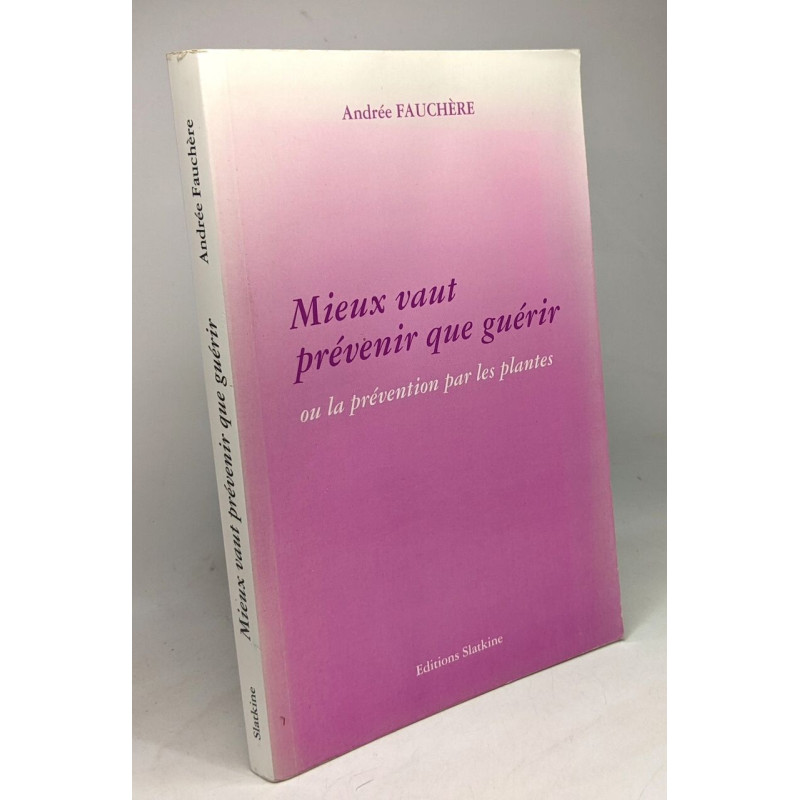 Andrée FAUCHÈRE
Mieux vaut
prévenir que guérir
ou la prévention par les plantes
Editions Slatkine
Andrée Fauchère
Mieux vaut prévenir que guérir
Slatkine